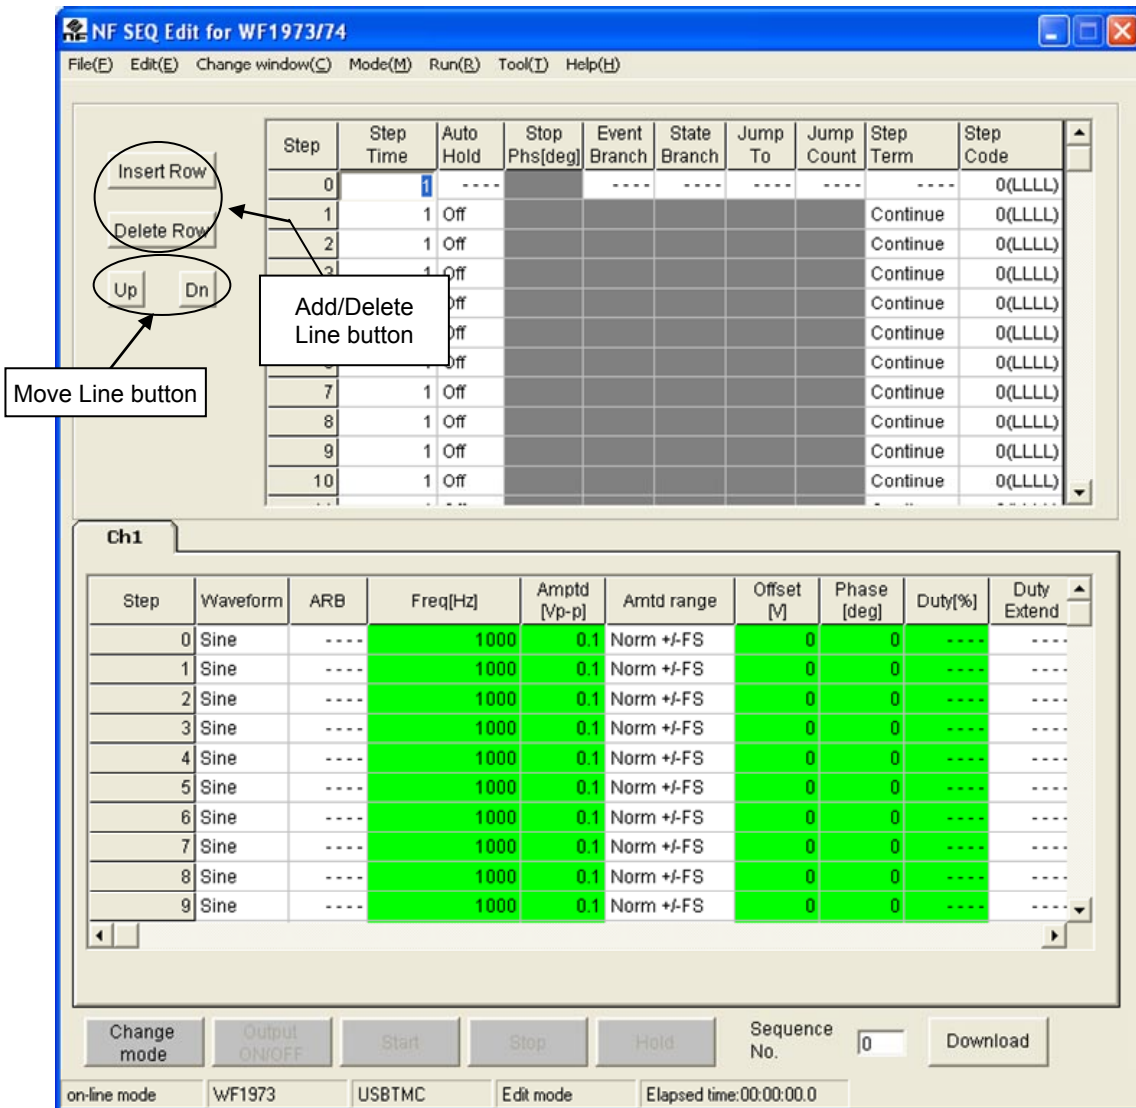 NF SEQ Edit for WF1973/74
File(F) Edit(E) Change window(C) Mode(M) Run(R) Tool(T) Help(H)
Insert Row
Delete Row
Up Dn
Add/Delete
Line button
Move Line button
Step Step Time Auto Hold Stop Phs[deg] Event Branch State Branch Jump To Jump Count Step Term Step Code
0 1 ---- ---- ---- ---- ---- ---- 0(LLLL)
1 1 Off Continue 0(LLLL)
2 1 Off Continue 0(LLLL)
3 1 Off Continue 0(LLLL)
Off Continue 0(LLLL)
Off Continue 0(LLLL)
Off Continue 0(LLLL)
7 1 Off Continue 0(LLLL)
8 1 Off Continue 0(LLLL)
9 1 Off Continue 0(LLLL)
10 1 Off Continue 0(LLLL)
Ch1
Step Waveform ARB Freq[Hz] Amptd [Vp-p] Amtd range Offset [V] Phase [deg] Duty[%] Duty Extend
0 Sine ---- 1000 0.1 Norm +/-FS 0 0 ---- ----
1 Sine ---- 1000 0.1 Norm +/-FS 0 0 ---- ----
2 Sine ---- 1000 0.1 Norm +/-FS 0 0 ---- ----
3 Sine ---- 1000 0.1 Norm +/-FS 0 0 ---- ----
4 Sine ---- 1000 0.1 Norm +/-FS 0 0 ---- ----
5 Sine ---- 1000 0.1 Norm +/-FS 0 0 ---- ----
6 Sine ---- 1000 0.1 Norm +/-FS 0 0 ---- ----
7 Sine ---- 1000 0.1 Norm +/-FS 0 0 ---- ----
8 Sine ---- 1000 0.1 Norm +/-FS 0 0 ---- ----
9 Sine ---- 1000 0.1 Norm +/-FS 0 0 ---- ----
Change mode Output ON/OFF Start Stop Hold Sequence No. 0 Download
on-line mode WF1973 USBTMC Edit mode Elapsed time:00:00:00.0